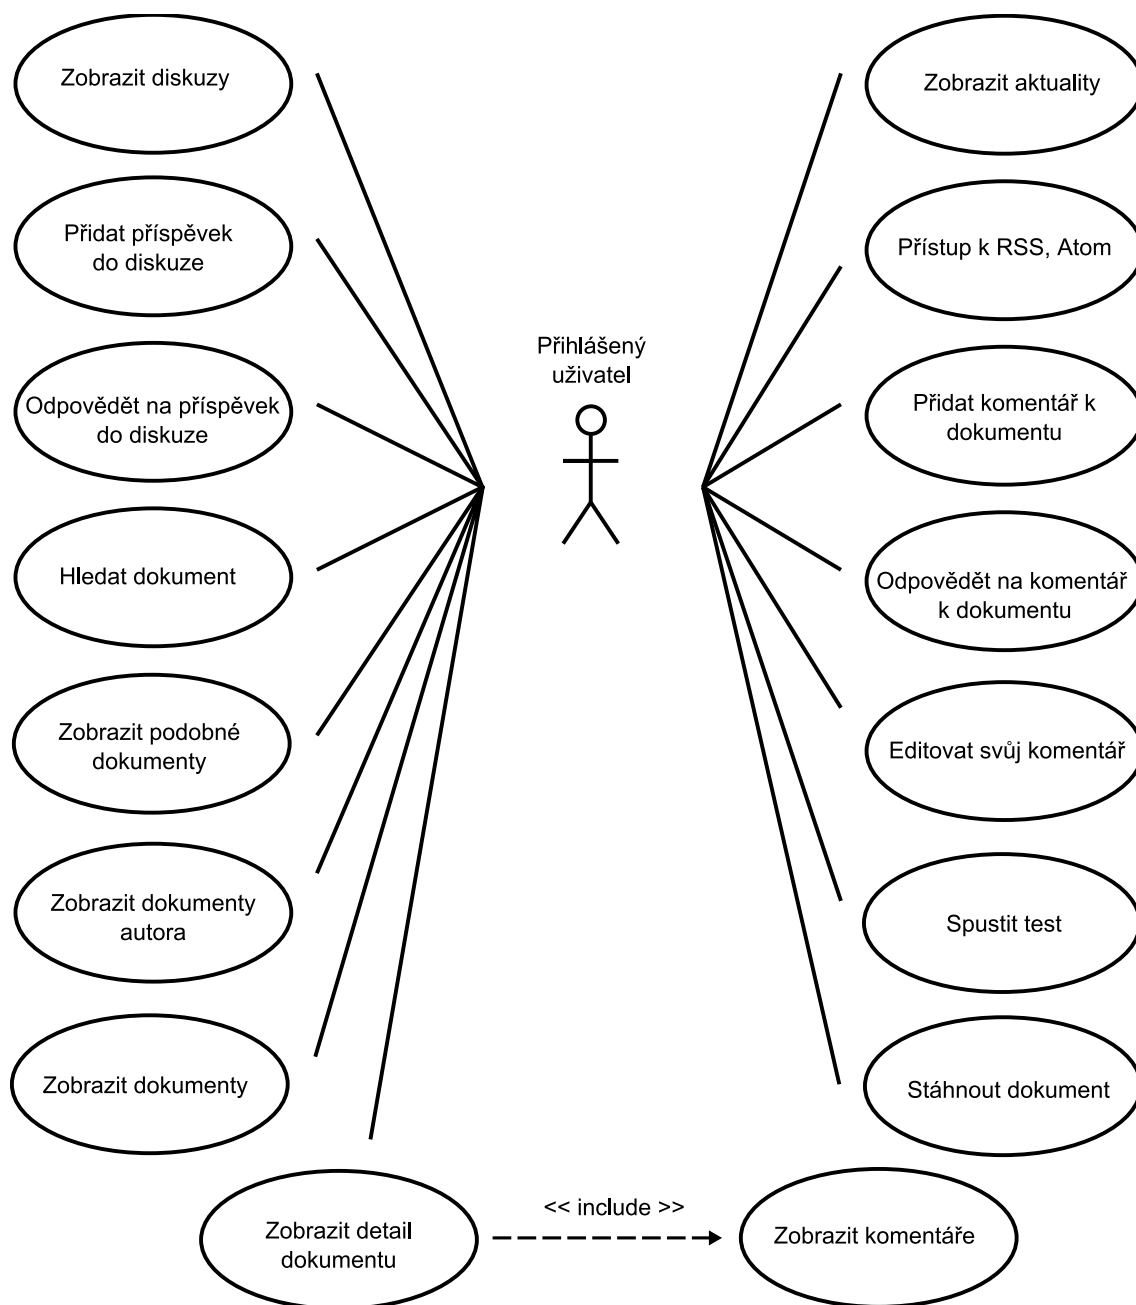 Zobrazit diskuzy
Přidat příspěvek
do diskuze
Odpovědět na příspěvek
do diskuze
Hledat dokument
Zobrazit podobné
dokumenty
Zobrazit dokumenty
autora
Zobrazit dokumenty
Zobrazit detail
dokumentu
Přihlášený
uživatel
<< include >>
Zobrazit aktuality
Přístup k RSS, Atom
Přidat komentář k
dokumentu
Odpovědět na komentář
k dokumentu
Editovat svůj komentář
Spustit test
Stáhnout dokument
Zobrazit komentáře